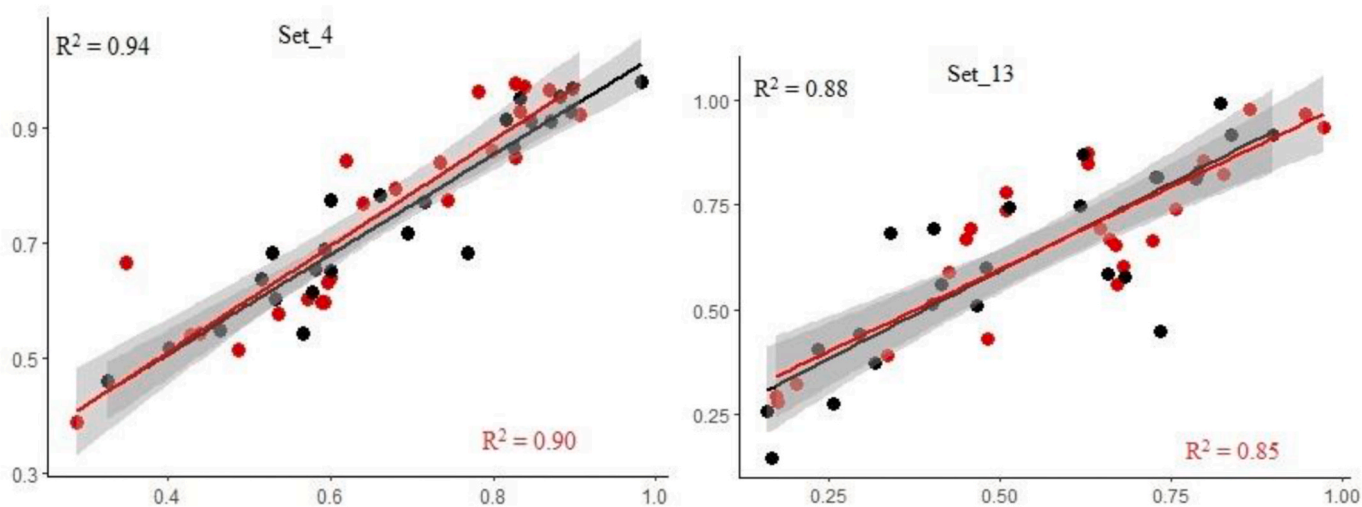 Set_4
R² = 0.94
0.9
0.7
0.5
0.3
R² = 0.90
0.4 0.6 0.8 1.0
Set_13
R² = 0.88
1.00
0.75
0.50
0.25
R² = 0.85
0.25 0.50 0.75 1.00